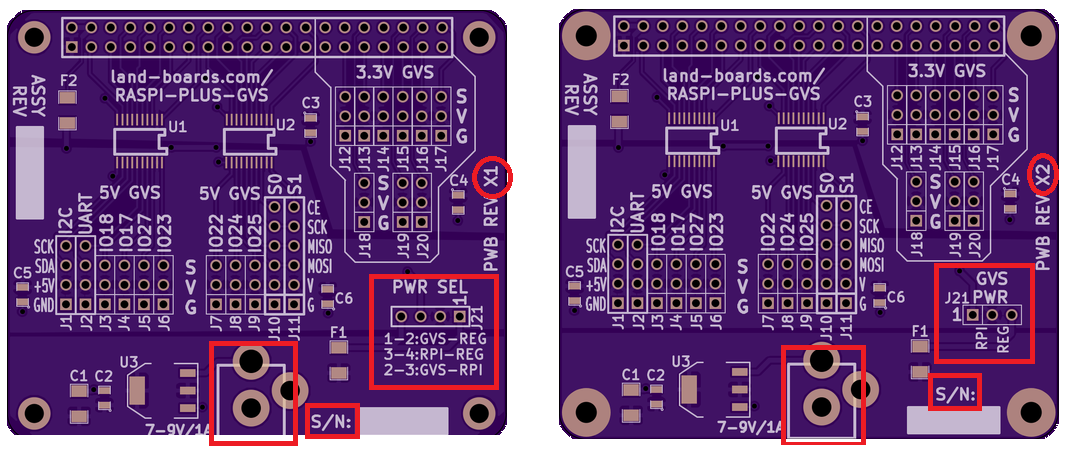 3.3V GVS
land-boards.com/
RASPI-PLUS-GVS
ASSY
REV
F2
C3
U1
U2
S
V
G
J12
J13
J14
J15
J16
J17
X1
PWB REV
C4
5V GVS
5V GVS
S0
S1
S
V
G
J18
J19
J20
I2C
UART
IO18
IO17
IO27
IO23
IO22
IO24
IO25
CE
SCK
MISO
MOSI
V
G
SCK
SDA
+5V
GND
S
V
G
C5
C6
J1
J2
J3
J4
J5
J6
J7
J8
J9
J10
J11
PWR SEL
1
J21
1-2:GVS-REG
3-4:RPI-REG
2-3:GVS-RPI
F1
U3
C1
C2
7-9V/1A
S/N:
3.3V GVS
land-boards.com/
RASPI-PLUS-GVS
ASSY
REV
F2
C3
U1
U2
S
V
G
J12
J13
J14
J15
J16
J17
X2
PWB REV
C4
5V GVS
5V GVS
S0
S1
S
V
G
J18
J19
J20
I2C
UART
IO18
IO17
IO27
IO23
IO22
IO24
IO25
CE
SCK
MISO
MOSI
V
G
SCK
SDA
+5V
GND
S
V
G
C5
C6
J1
J2
J3
J4
J5
J6
J7
J8
J9
J10
J11
GVS
PWR
J21
1
RPI
REG
F1
U3
C1
C2
7-9V/1A
S/N: